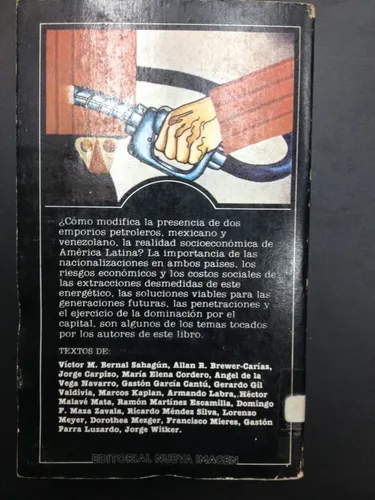 ¿Cómo modifica la presencia de dos
emporios petroleros, mexicano y
venezolano, la realidad socioeconómica de
América Latina? La importancia de las
nacionalizaciones en ambos países, los
riesgos económicos y los costos sociales de
las extracciones desmedidas de este
energético, las soluciones viables para las
generaciones futuras, las penetraciones y
el ejercicio de la dominación por el
capital, son algunos de los temas tocados
por los autores de este libro.
TEXTOS DE:
Víctor M. Bernal Sahagún, Allan R. Brewer-Carías,
Jorge Carpizo, María Elena Cordero, Angel de la
Vega Navarro, Gastón García Cantú, Gerardo Gil
Valdivia, Marcos Kaplan, Armando Labra, Héctor
Malavé Mata, Ramón Martínez Escamilla, Domingo
F. Maza Zavala, Ricardo Méndez Silva, Lorenzo
Meyer, Dorothea Mezger, Francisco Mieres, Gastón
Parra Luzardo, Jorge Witker.
EDITORIAL NUEVA IMAGEN